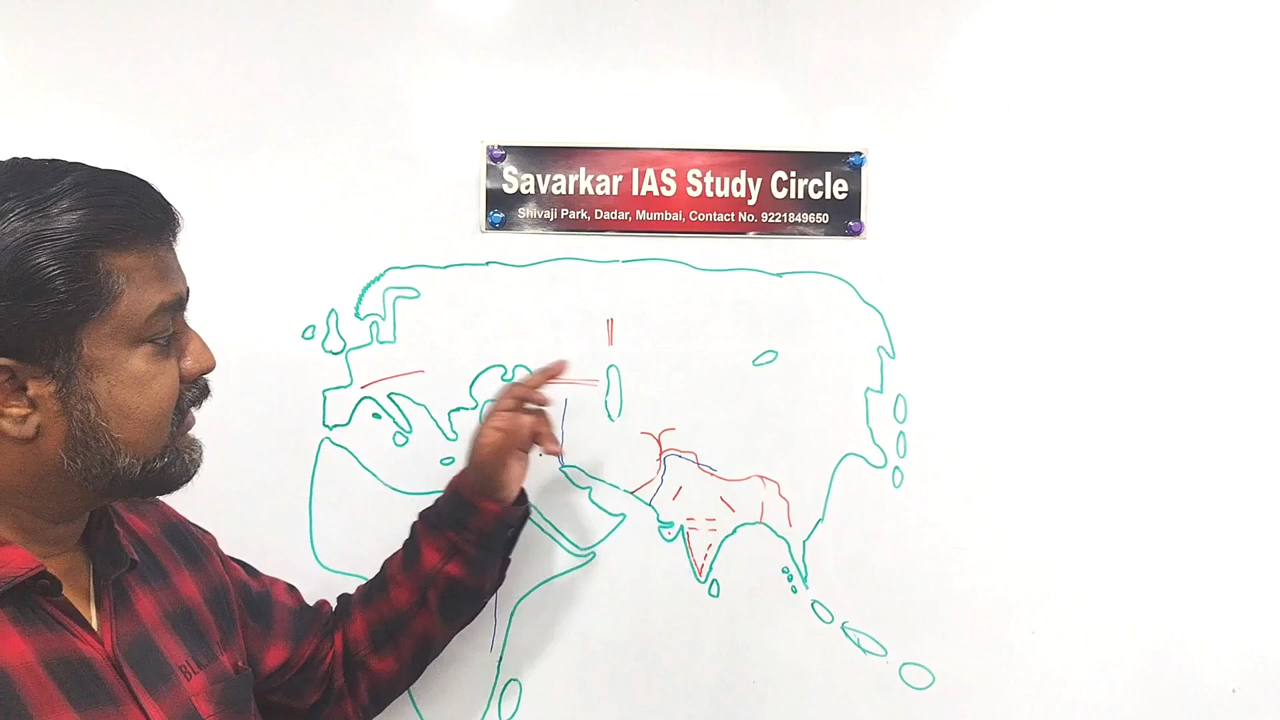 Savarkar IAS Study Circle
Shivaji Park, Dadar, Mumbai, Contact No. 9221849650